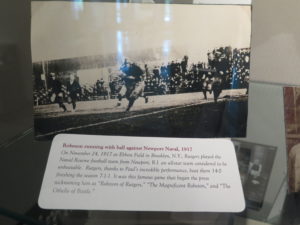 Robeson running with ball against Newport Naval, 1917
On November 24, 1917 at Ebbets Field in Brooklyn, N.Y., Rutgers played the
Naval Reserve football team from Newport, R.I. an all-star team considered to be
unbeatable. Rutgers, thanks to Paul's incredible performance, beat them 14-0
finishing the season 7-1-1. It was this famous game that began the press
nicknaming him as "Robeson of Rutgers," "The Magnificent Robeson," and "The
Othello of Battle."